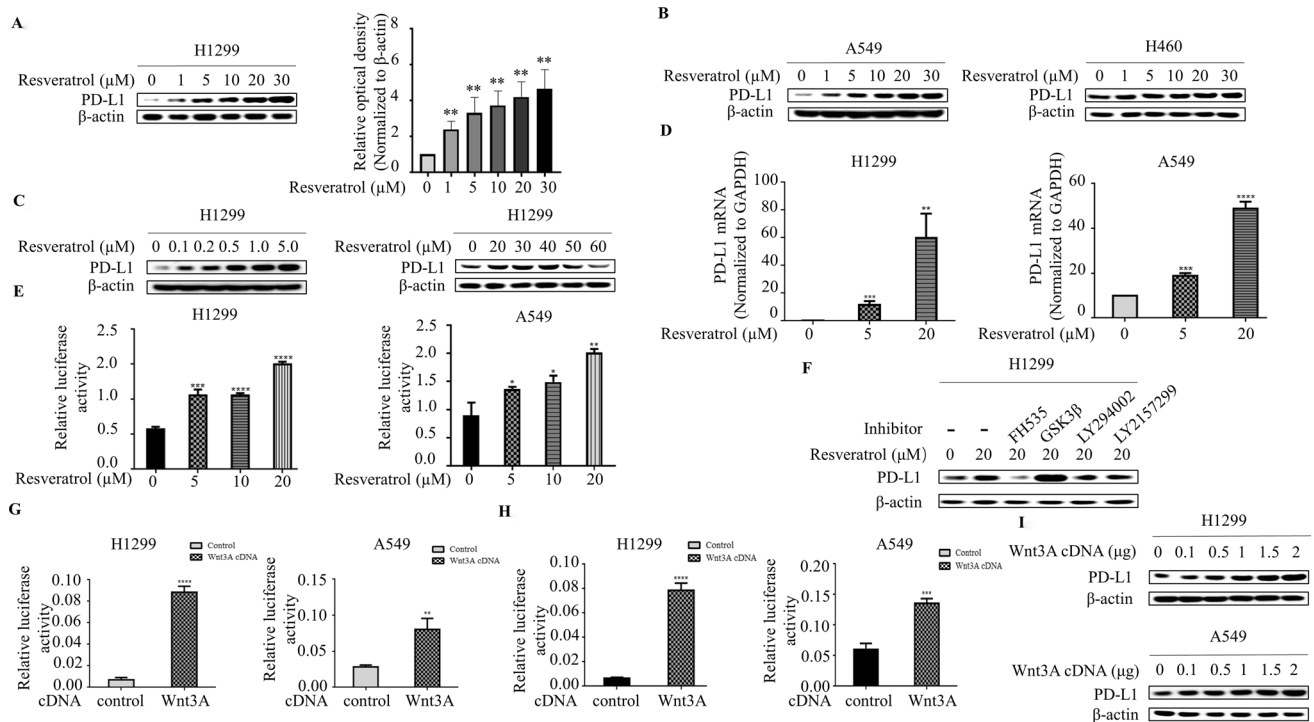 A
H1299
Resveratrol (μM) 0 1 5 10 20 30
PD-L1
β-actin
Relative optical density
(Normalized to β-actin)
8
6
4
2
0
**
**
**
**
**
Resveratrol (μM) 0 1 5 10 20 30
B
A549
Resveratrol (μM) 0 1 5 10 20 30
PD-L1
β-actin
H460
Resveratrol (μM) 0 1 5 10 20 30
PD-L1
β-actin
C
H1299
Resveratrol (μM) 0 0.1 0.2 0.5 1.0 5.0
PD-L1
β-actin
H1299
Resveratrol (μM) 0 20 30 40 50 60
PD-L1
β-actin
D
H1299
PD-L1 mRNA
(Normalized to GAPDH)
100
80
60
40
20
0
***
**
Resveratrol 0 5 20
(μM)
A549
PD-L1 mRNA
(Normalized to GAPDH)
60
40
20
0
***
****
Resveratrol 0 5 20
(μM)
E
H1299
Relative luciferase
activity
2.5
2.0
1.0
0.5
0.0
***
****
****
Resveratrol 0 5 10 20
(μM)
A549
Relative luciferase
activity
2.5
2.0
1.5
1.0
0.5
0.0
*
*
**
Resveratrol 0 5 10 20
(μM)
F
H1299
Inhibitor - - FH535 GSK3β LY294002 LY2157299
Resveratrol (μM) 0 20 20 20 20 20
PD-L1
β-actin
G
H1299
Control
Wnt3A cDNA
Relative luciferase
activity
0.10
0.08
0.06
0.04
0.02
0.00
****
cDNA control Wnt3A
A549
Control
Wnt3A cDNA
Relative luciferase
activity
0.15
0.10
0.05
0.00
**
cDNA control Wnt3A
H
H1299
Control
Wnt3A cDNA
Relative luciferase
activity
0.10
0.08
0.06
0.04
0.02
0.00
****
cDNA control Wnt3A
A549
Control
Wnt3A cDNA
Relative luciferase
activity
0.20
0.15
0.10
0.05
0.00
***
cDNA control Wnt3A
I
H1299
Wnt3A cDNA (μg) 0 0.1 0.5 1 1.5 2
PD-L1
β-actin
A549
Wnt3A cDNA (μg) 0 0.1 0.5 1 1.5 2
PD-L1
β-actin